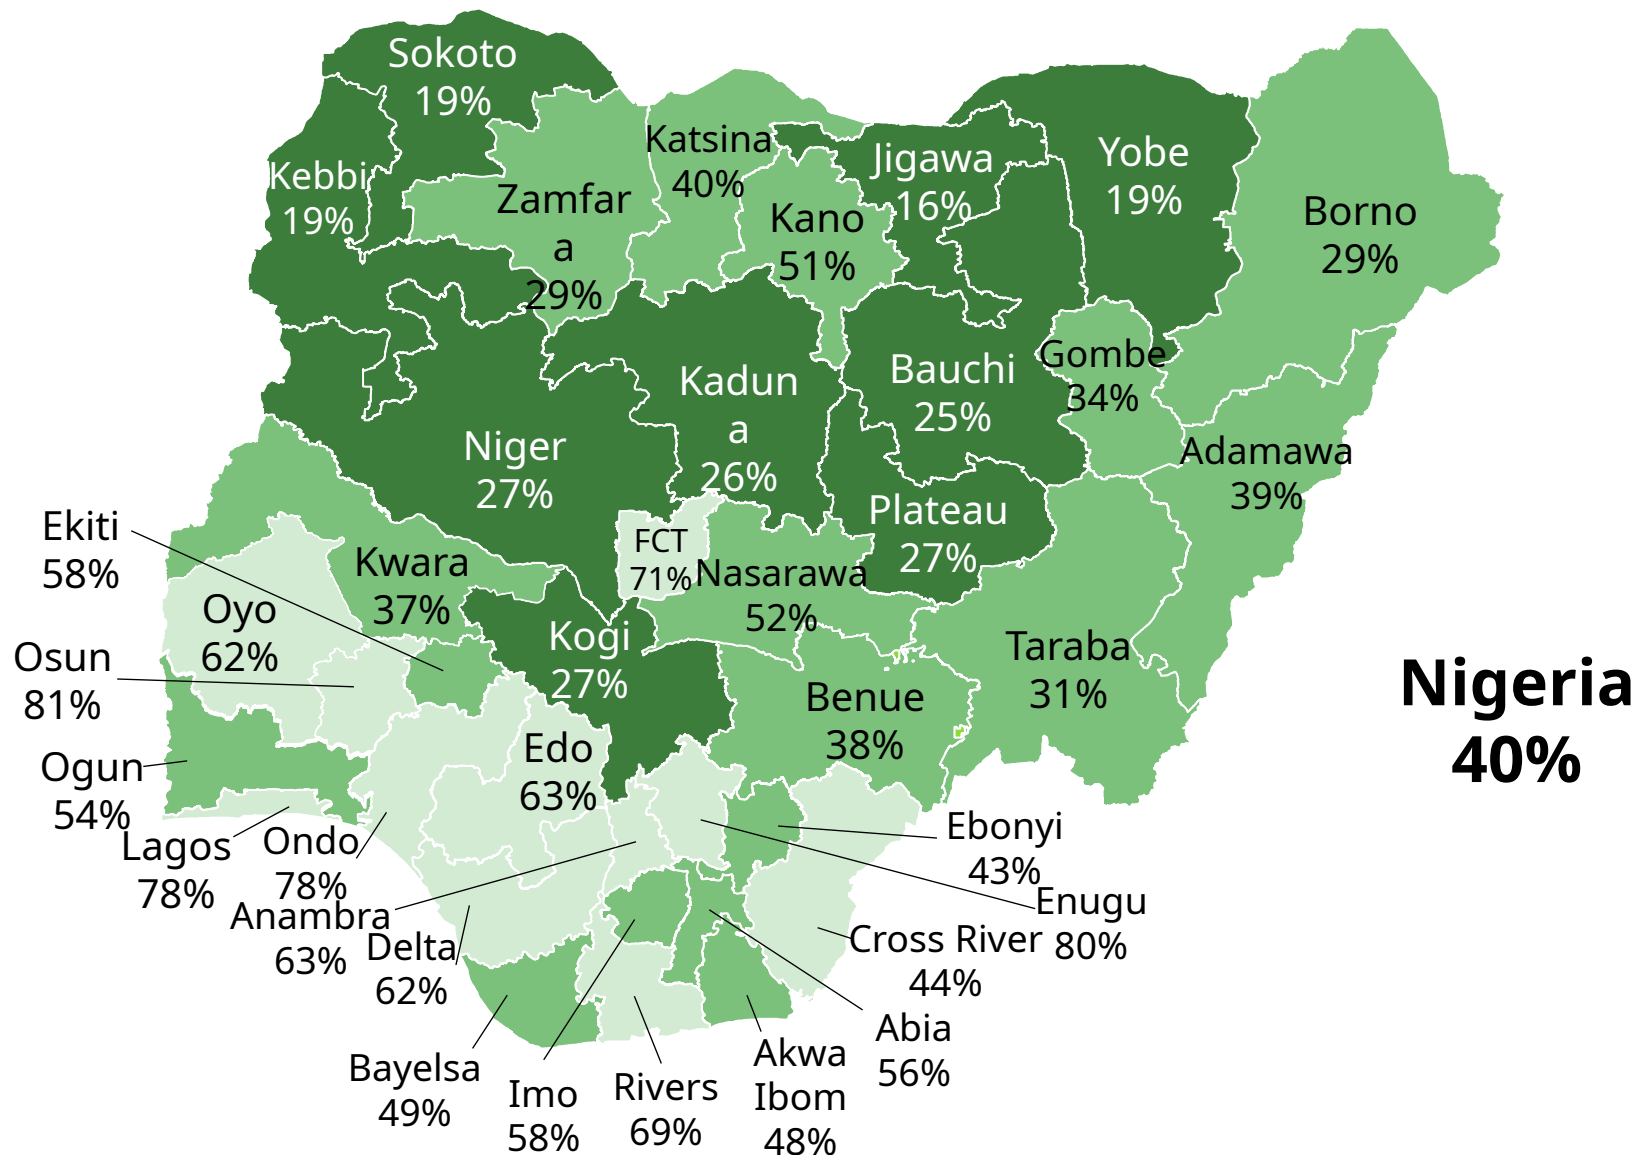 Sokoto
19%
Kebbi
19%
Zamfar
a
29%
Katsina
40%
Kano
51%
Jigawa
16%
Yobe
19%
Borno
29%
Niger
27%
Kadun
a
26%
Bauchi
25%
Gombe
34%
Adamawa
39%
Plateau
27%
FCT
71%
Nasarawa
52%
Kwara
37%
Ekiti
58%
Oyo
62%
Osun
81%
Kogi
27%
Benue
38%
Taraba
31%
Nigeria
40%
Ogun
54%
Edo
63%
Lagos
78%
Ondo
78%
Anambra
63%
Delta
62%
Ebonyi
43%
Enugu
80%
Cross River
44%
Abia
56%
Bayelsa
49%
Imo
58%
Rivers
69%
Akwa
Ibom
48%